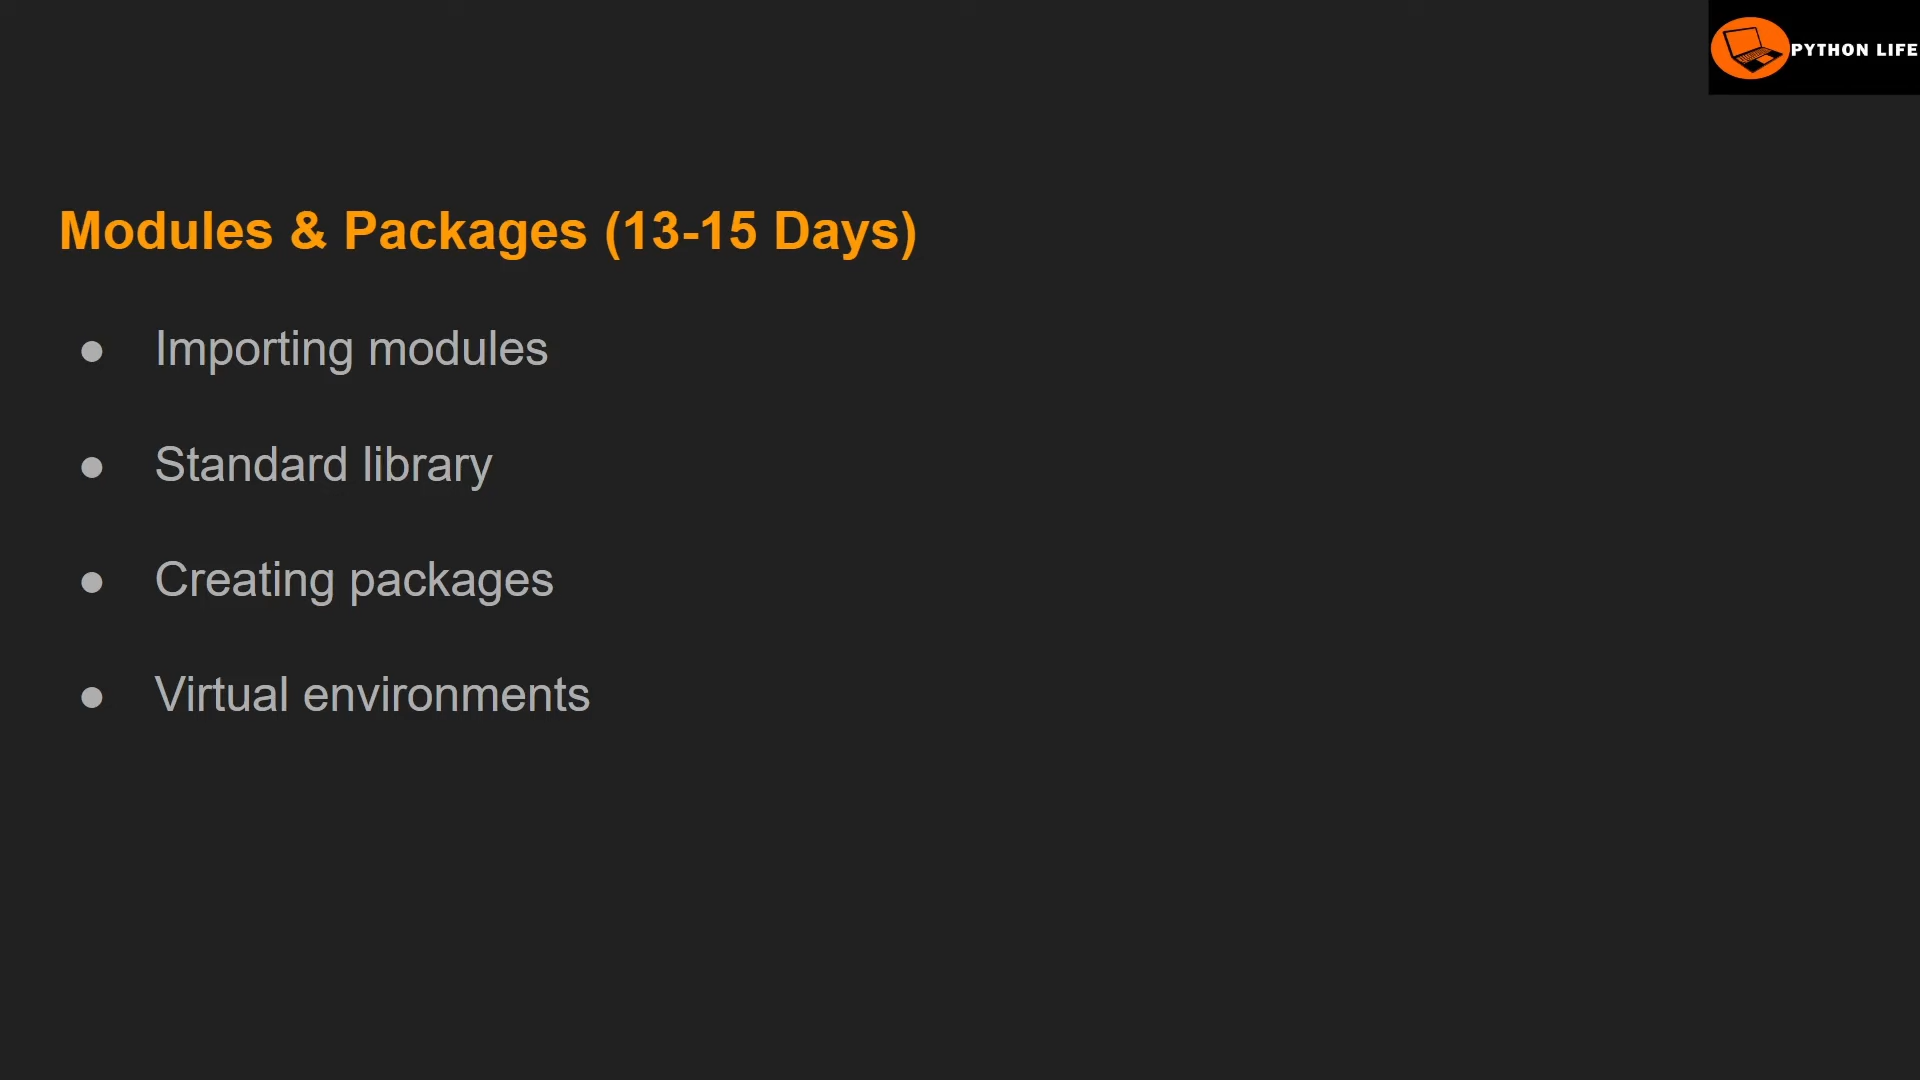 PYTHON LIFE
Modules & Packages (13-15 Days)
● Importing modules
● Standard library
● Creating packages
● Virtual environments